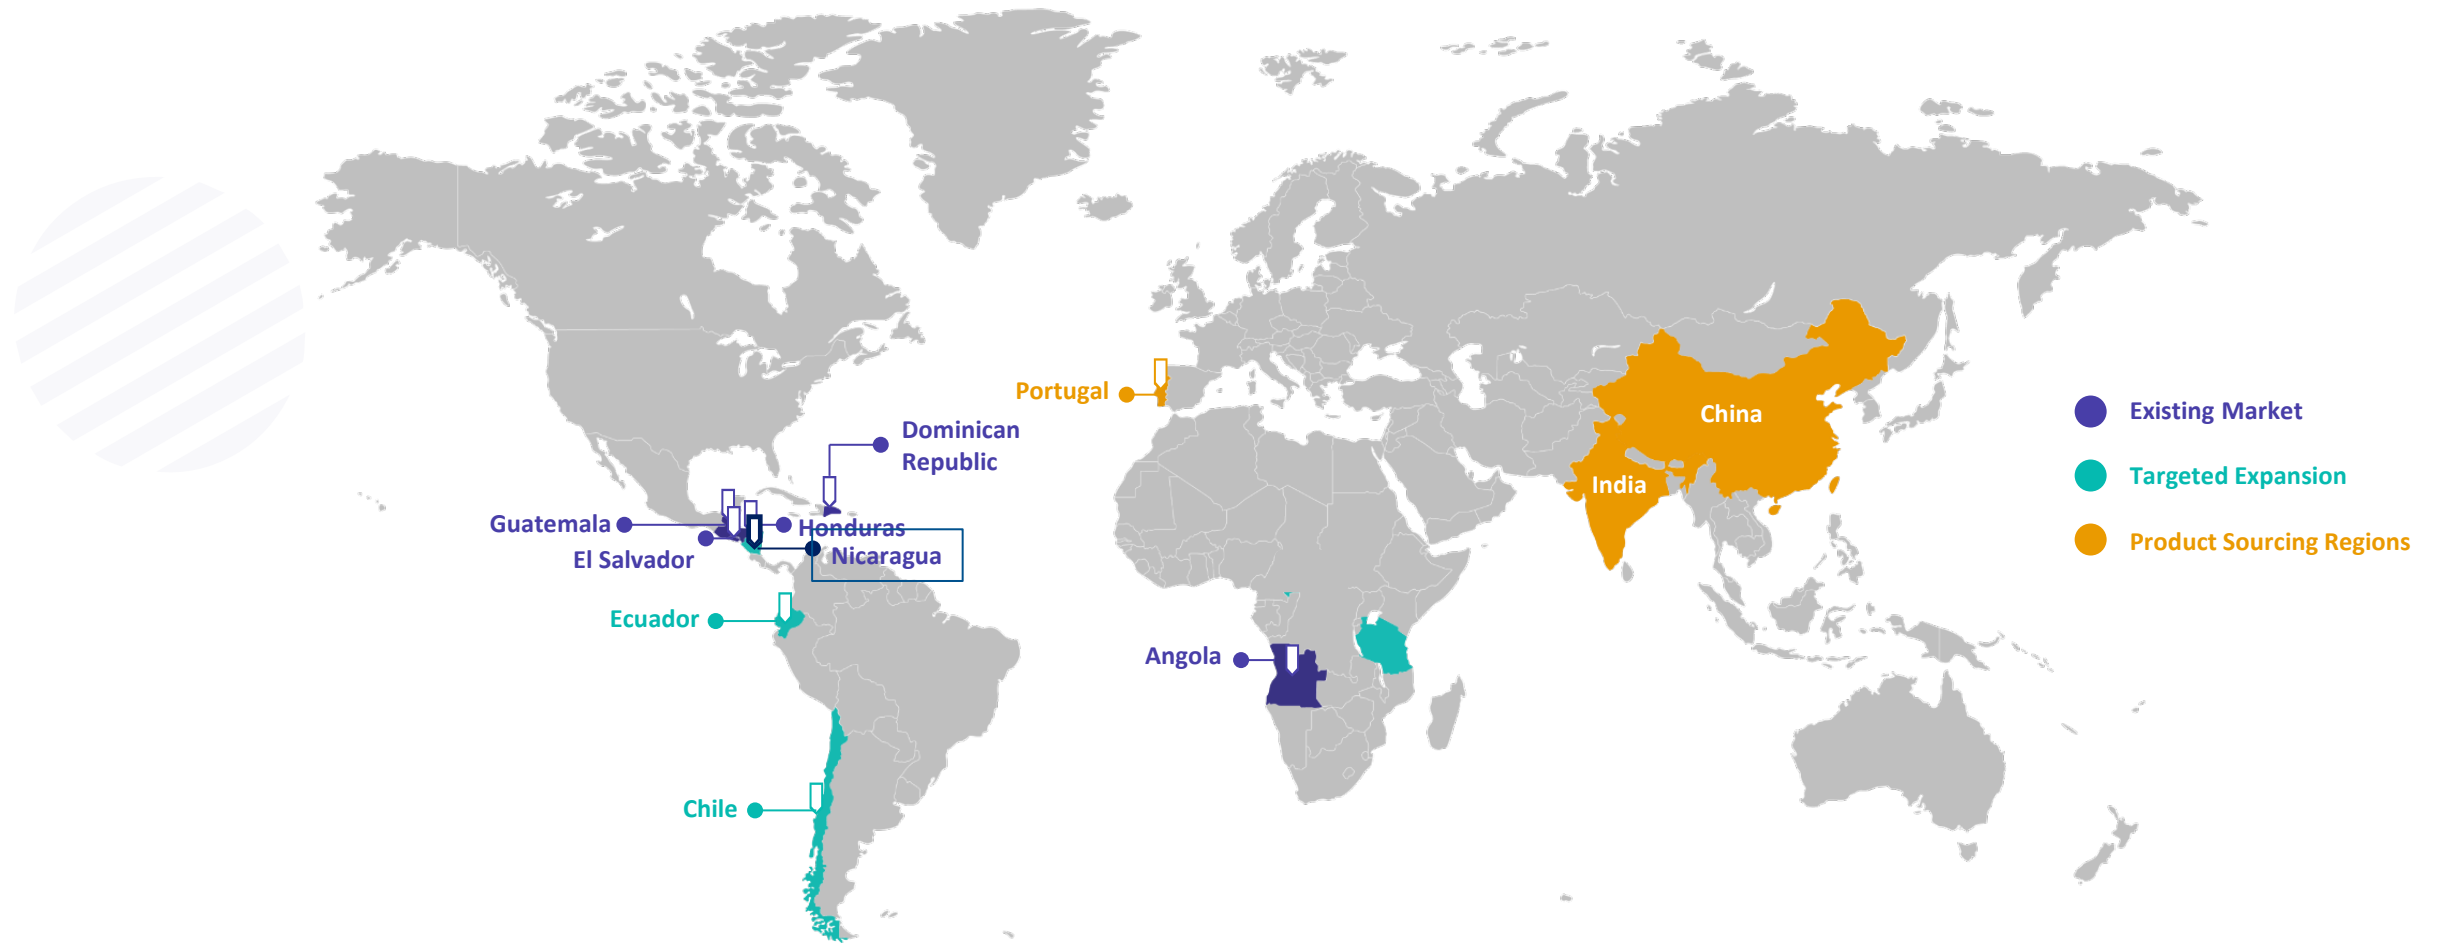 Portugal
China
India
Dominican
Republic
Guatemala
Honduras
El Salvador
Nicaragua
Ecuador
Angola
Chile
Existing Market
Targeted Expansion
Product Sourcing Regions